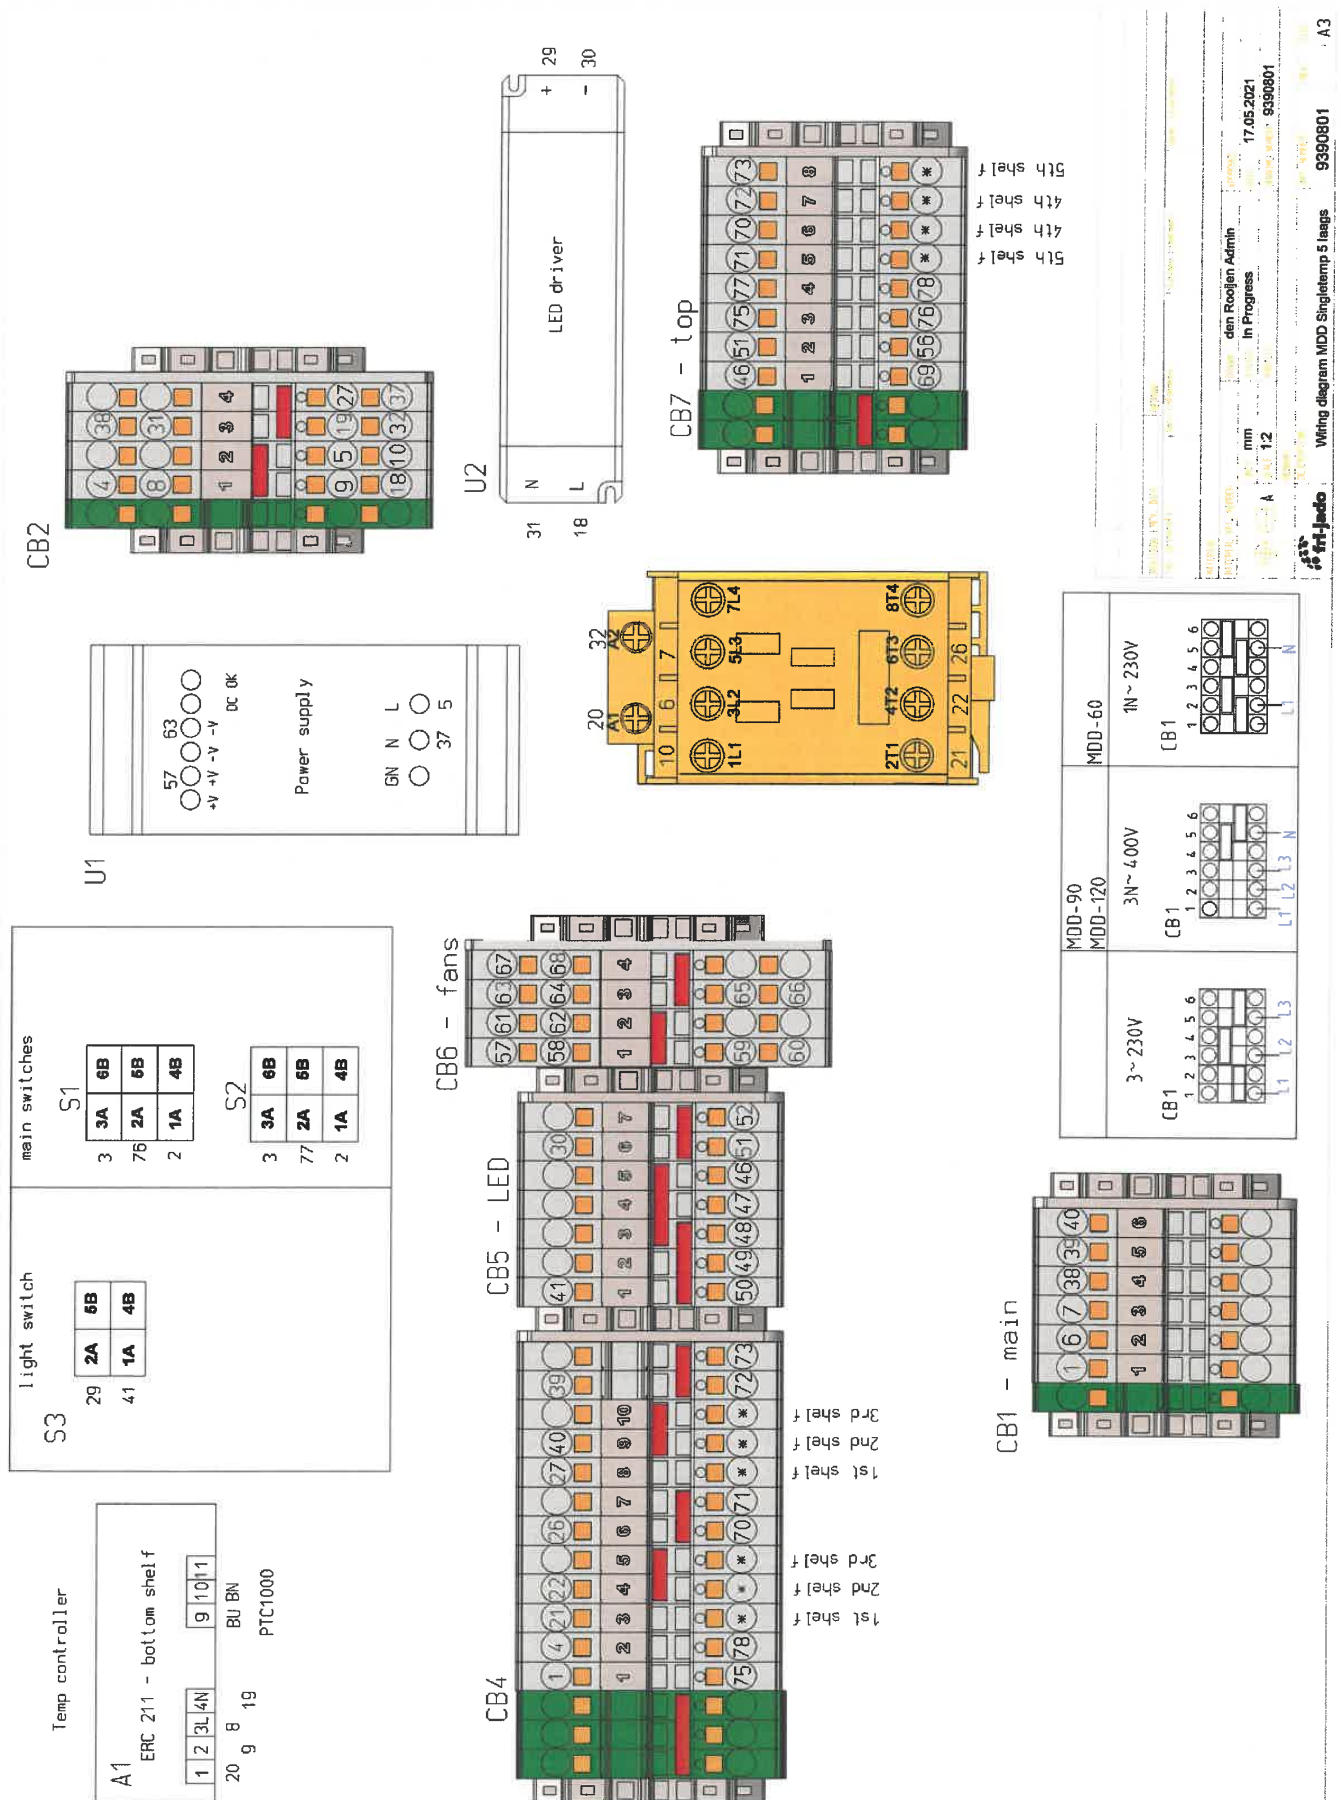 Temp controller
A1
ERC 211 - bottom shelf
1 2 3L 4N
9 10 11
20 9 8 19
BU BN
PTC1000
light switch
S3
29 2A 5B
41 1A 4B
main switches
S1
3 3A 6B
76 2A 5B
2 1A 4B
S2
3 3A 6B
77 2A 5B
2 1A 4B
U1
57 63
+V +V -V -V
DC OK
Power supply
GN N L
37 5
CB2
4 38
8 31
1 2 3 4
9 5 19 27
18 10 32 37
U2
N
L
31
18
LED driver
+
-
29
30
CB4
1 4 21 22 26 27 40 39
1 2 3 4 5 6 7 8 9 10
75 78 * * * 70 71 * * * 72 73
1st shelf
2nd shelf
3rd shelf
1st shelf
2nd shelf
3rd shelf
CB5 - LED
41 30
1 2 3 4 5 6 7
50 49 48 47 46 51 52
CB6 - fans
57 61 63 67
58 62 64 68
1 2 3 4
59 65
60 66
20 32
A1 A2
10 6 7
1L1 3L2 5L3 7L4
2T1 4T2 6T3 8T4
21 22 26
CB7 - top
46 51 75 77 71 70 72 73
1 2 3 4 5 6 7 8
69 56 76 78 * * * *
5th shelf
4th shelf
4th shelf
5th shelf
CB1 - main
1 6 7 38 39 40
1 2 3 4 5 6
MDD-90
MDD-120
MDD-60
3~ 230V
CB1
1 2 3 4 5 6
L1 L2 L3
3N~ 400V
CB1
1 2 3 4 5 6
L1 L2 L3 N
1N~ 230V
CB1
1 2 3 4 5 6
L1 N
den Rooijen Admin
mm In Progress 17.05.2021
A 1:2 9390801
fri-jado Wiring diagram MDD Singletemp 5 laags 9390801 A3